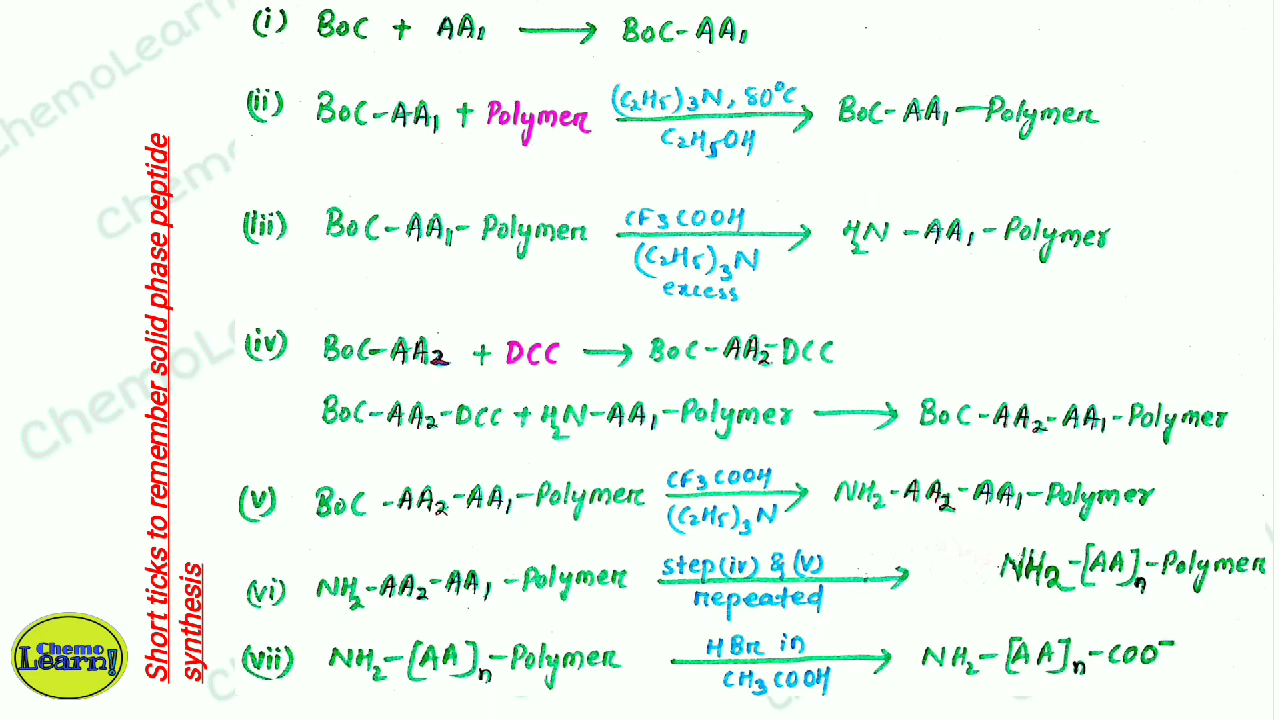 (i) BOC + AA₁ ⟶ BOC-AA₁
(ii) BOC-AA₁ + Polymer (C₂H₅)₃N, 80°C C₂H₅OH ⟶ BOC-AA₁-Polymer
(iii) BOC-AA₁-Polymer CF₃COOH (C₂H₅)₃N excess ⟶ H₂N-AA₁-Polymer
(iv) BOC-AA₂ + DCC ⟶ BOC-AA₂-DCC
BOC-AA₂-DCC + H₂N-AA₁-Polymer ⟶ BOC-AA₂-AA₁-Polymer
(v) BOC-AA₂-AA₁-Polymer CF₃COOH (C₂H₅)₃N ⟶ NH₂-AA₂-AA₁-Polymer
(vi) NH₂-AA₂-AA₁-Polymer step(iv) & (v) repeated ⟶ NH₂-[AA]ₙ-Polymer
(vii) NH₂-[AA]ₙ-Polymer HBr in CH₃COOH ⟶ NH₂-[AA]ₙ-COO⁻
Short ticks to remember solid phase peptide
synthesis
Chemo
Learn!
ChemoLearn